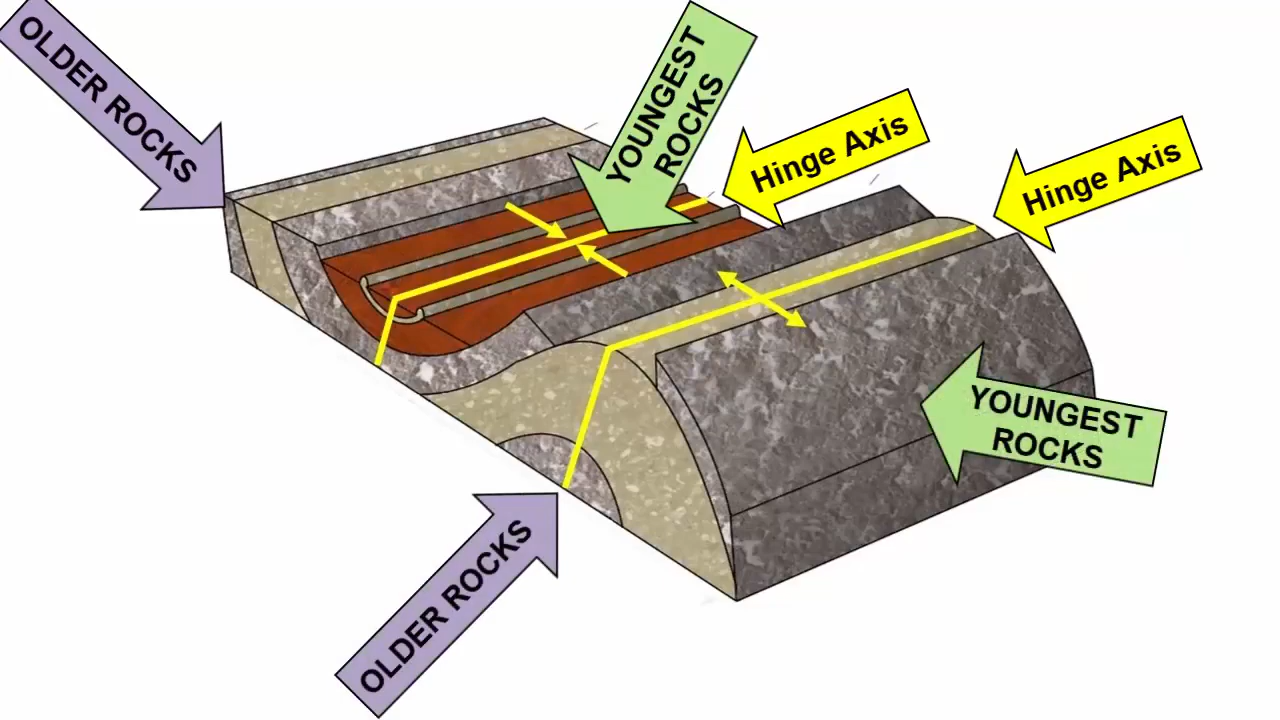 OLDER ROCKS
YOUNGEST
ROCKS
Hinge Axis
Hinge Axis
YOUNGEST
ROCKS
OLDER ROCKS